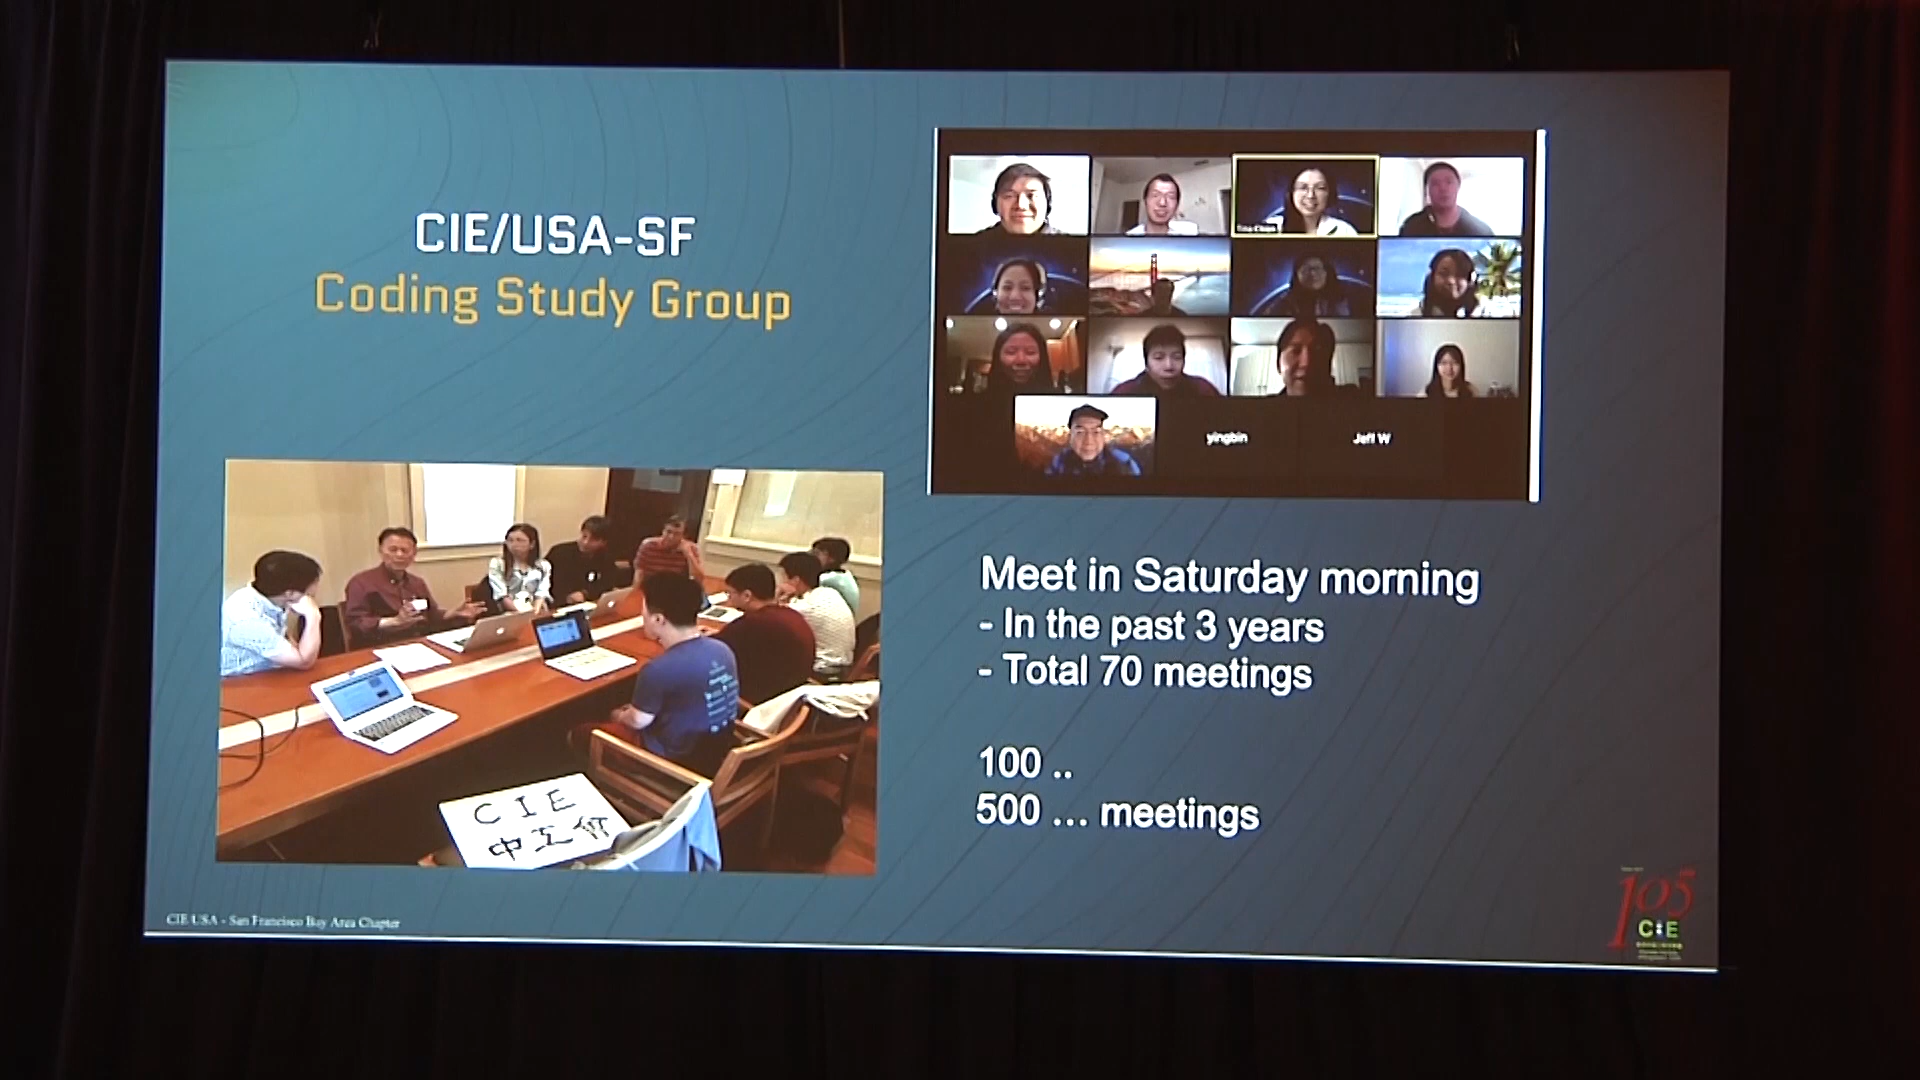 CIE/USA-SF
Coding Study Group
yingbin
Jeff W
Meet in Saturday morning
- In the past 3 years
- Total 70 meetings
100 ..
500 ... meetings
C I E
中工
CIE/USA - San Francisco Bay Area Chapter
105
CIE